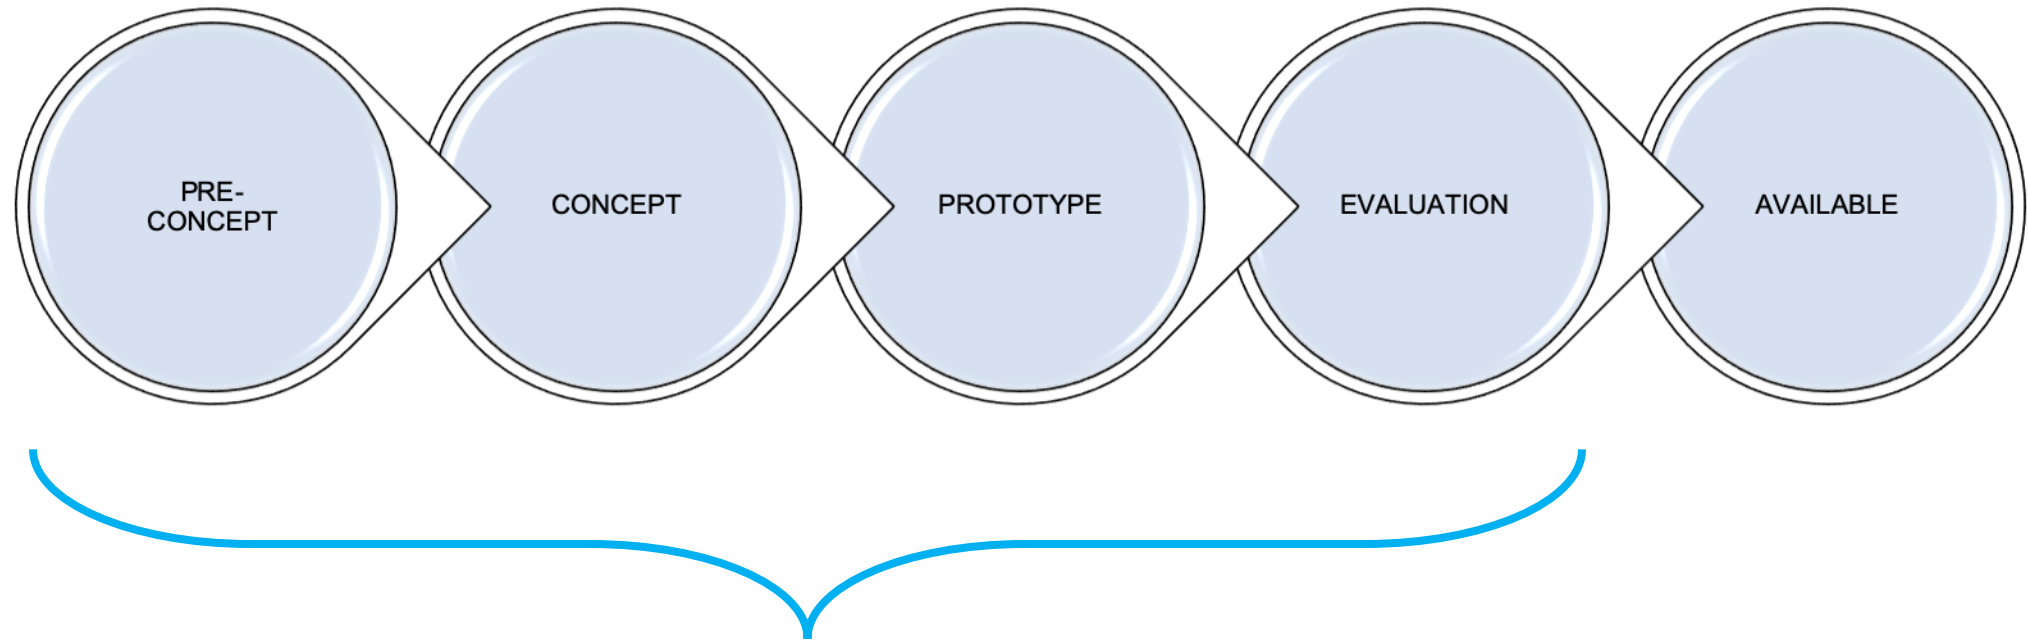 PRE-
CONCEPT
CONCEPT
PROTOTYPE
EVALUATION
AVAILABLE